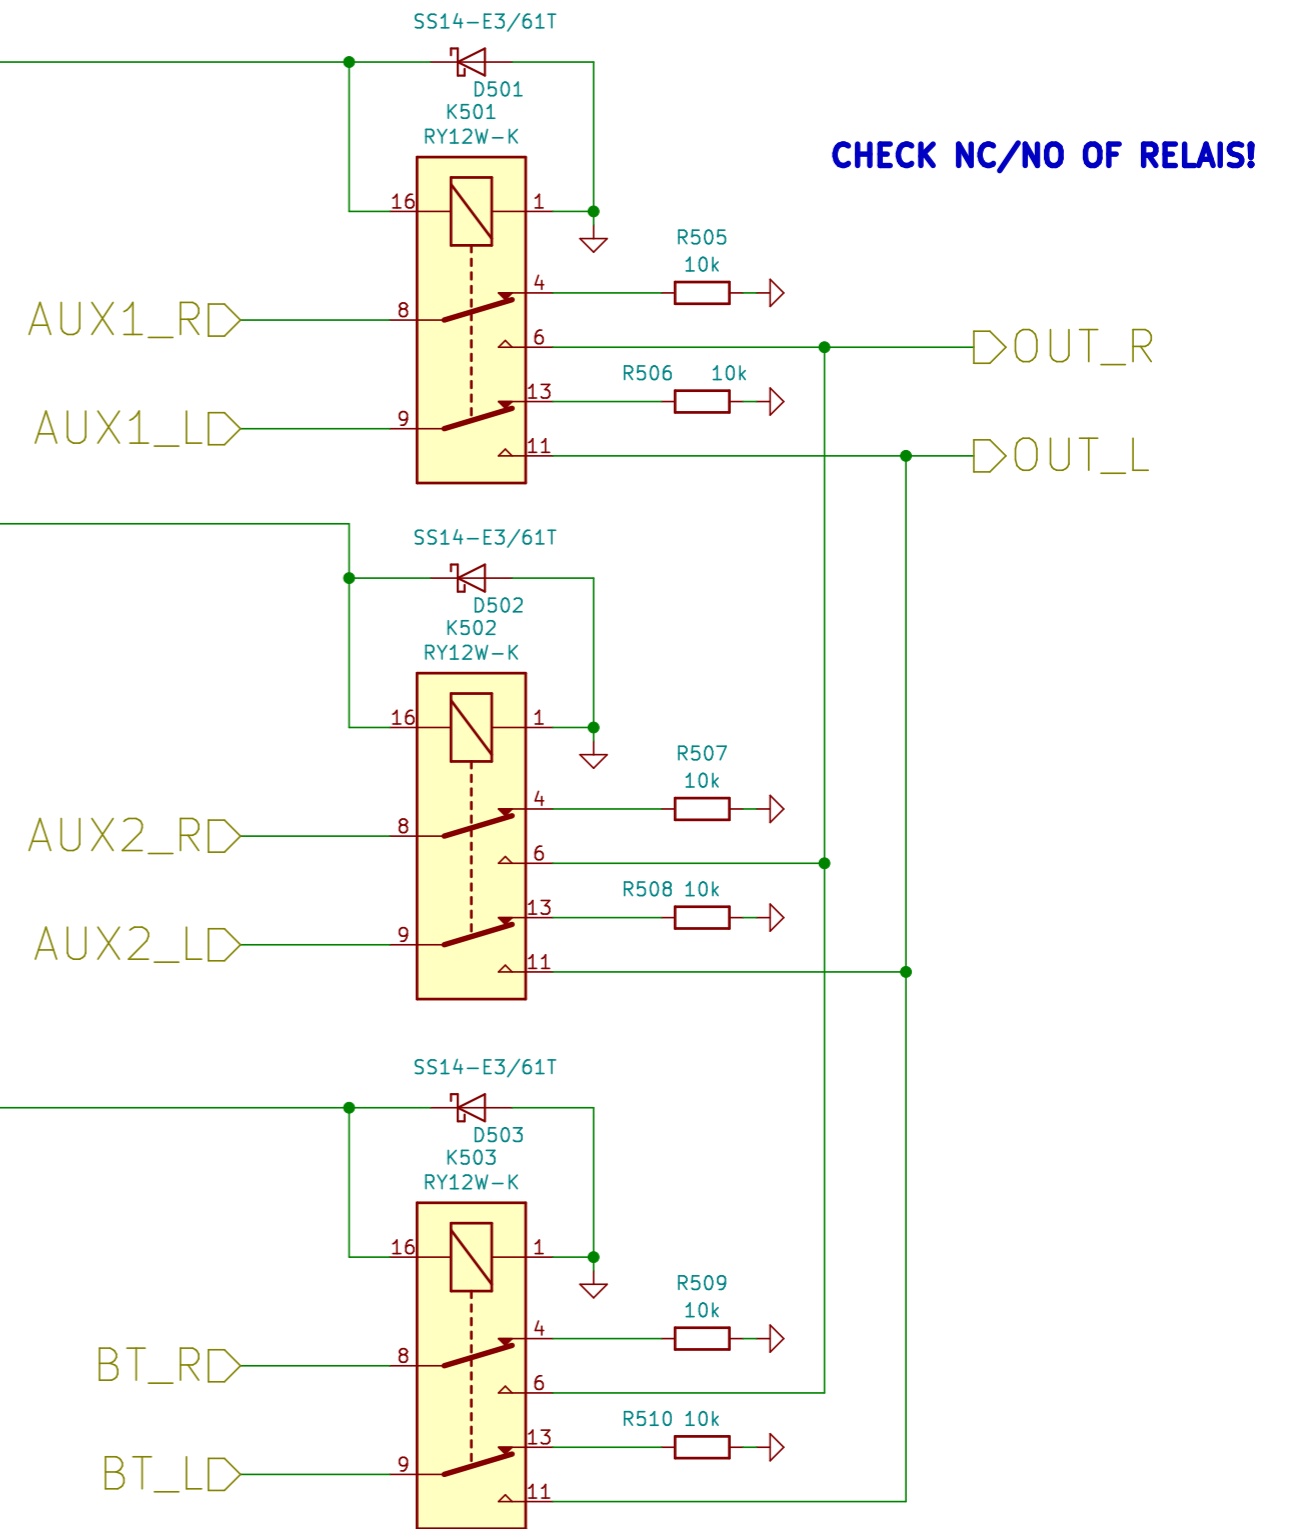 SS14-E3/61T
D501
K501
RY12W-K
CHECK NC/NO OF RELAIS!
16
1
R505
10k
4
AUX1_R
8
6
OUT_R
R506 10k
13
AUX1_L
9
11
OUT_L
SS14-E3/61T
D502
K502
RY12W-K
16
1
R507
10k
4
AUX2_R
8
6
R508 10k
13
AUX2_L
9
11
SS14-E3/61T
D503
K503
RY12W-K
16
1
R509
10k
4
BT_R
8
6
R510 10k
13
BT_L
9
11